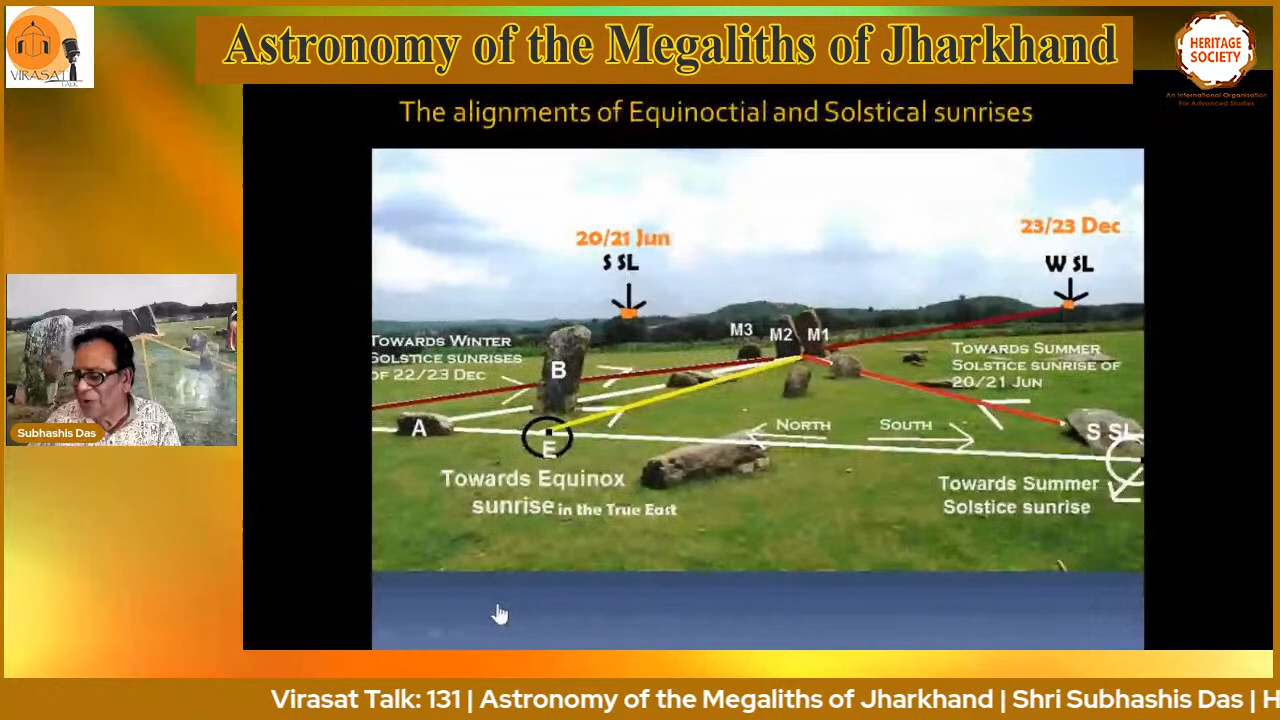 Astronomy of the Megaliths of Jharkhand
VIRASAT
TALK
HERITAGE
SOCIETY
An International Organisation
For Advanced Studies
The alignments of Equinoctial and Solstical sunrises
20/21 Jun
S SL
23/23 Dec
W SL
M3
M2
M1
TOWARDS WINTER
SOLSTICE SUNRISES
OF 22/23 DEC
TOWARDS SUMMER
SOLSTICE SUNRISE OF
20/21 JUN
B
A
E
NORTH
SOUTH
S SL
Towards Equinox
sunrise in the True East
Towards Summer
Solstice sunrise
Subhashis Das
Virasat Talk: 131 | Astronomy of the Megaliths of Jharkhand | Shri Subhashis Das | H